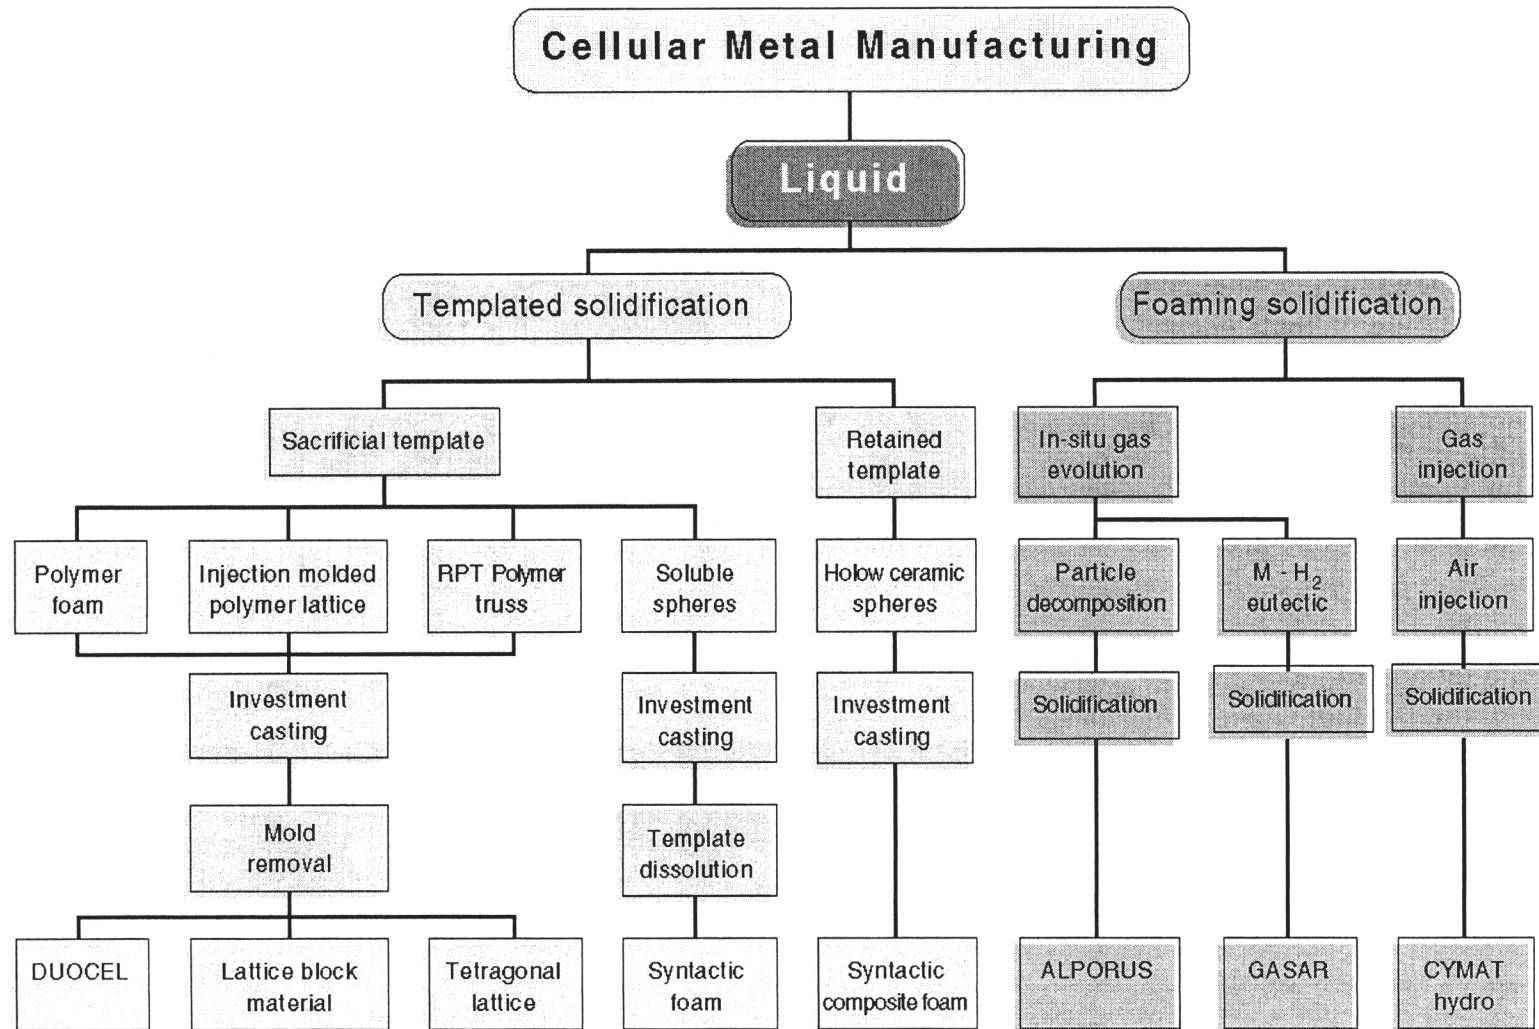 Cellular Metal Manufacturing
Liquid
Templated solidification
Foaming solidification
Sacrificial template
Retained
template
In-situ gas
evolution
Gas
injection
Polymer
foam
Injection molded
polymer lattice
RPT Polymer
truss
Soluble
spheres
Holow ceramic
spheres
Particle
decomposition
M - H2
eutectic
Air
injection
Investment
casting
Investment
casting
Investment
casting
Solidification
Solidification
Solidification
Mold
removal
Template
dissolution
DUOCEL
Lattice block
material
Tetragonal
lattice
Syntactic
foam
Syntactic
composite foam
ALPORUS
GASAR
CYMAT
hydro